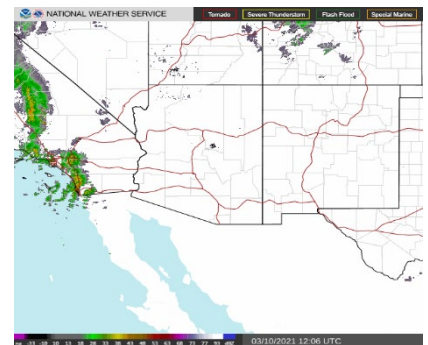 NATIONAL WEATHER SERVICE
Tornado
Severe Thunderstorm
Flash Flood
Special Marine
03/10/2021 12:06 UTC